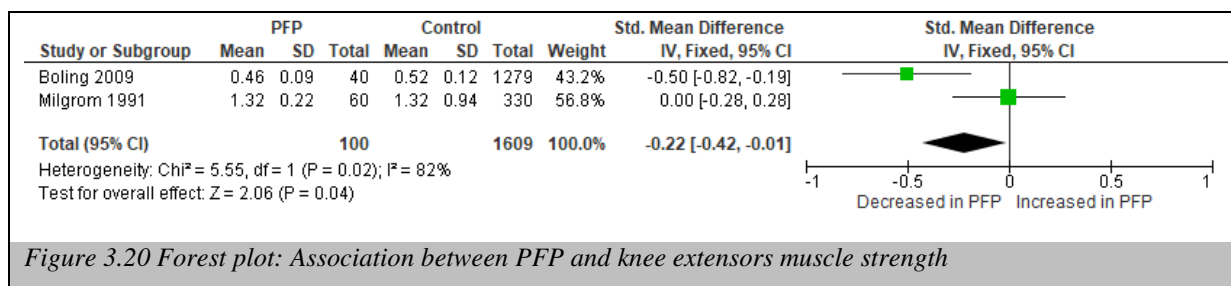 PFP Control Std. Mean Difference Std. Mean Difference
Study or Subgroup Mean SD Total Mean SD Total Weight IV, Fixed, 95% CI IV, Fixed, 95% CI
Boling 2009 0.46 0.09 40 0.52 0.12 1279 43.2% -0.50 [-0.82, -0.19]
Milgrom 1991 1.32 0.22 60 1.32 0.94 330 56.8% 0.00 [-0.28, 0.28]
Total (95% CI) 100 1609 100.0% -0.22 [-0.42, -0.01]
Heterogeneity: Chi² = 5.55, df = 1 (P = 0.02); I² = 82%
Test for overall effect: Z = 2.06 (P = 0.04)
-1 -0.5 0 0.5 1
Decreased in PFP Increased in PFP
Figure 3.20 Forest plot: Association between PFP and knee extensors muscle strength